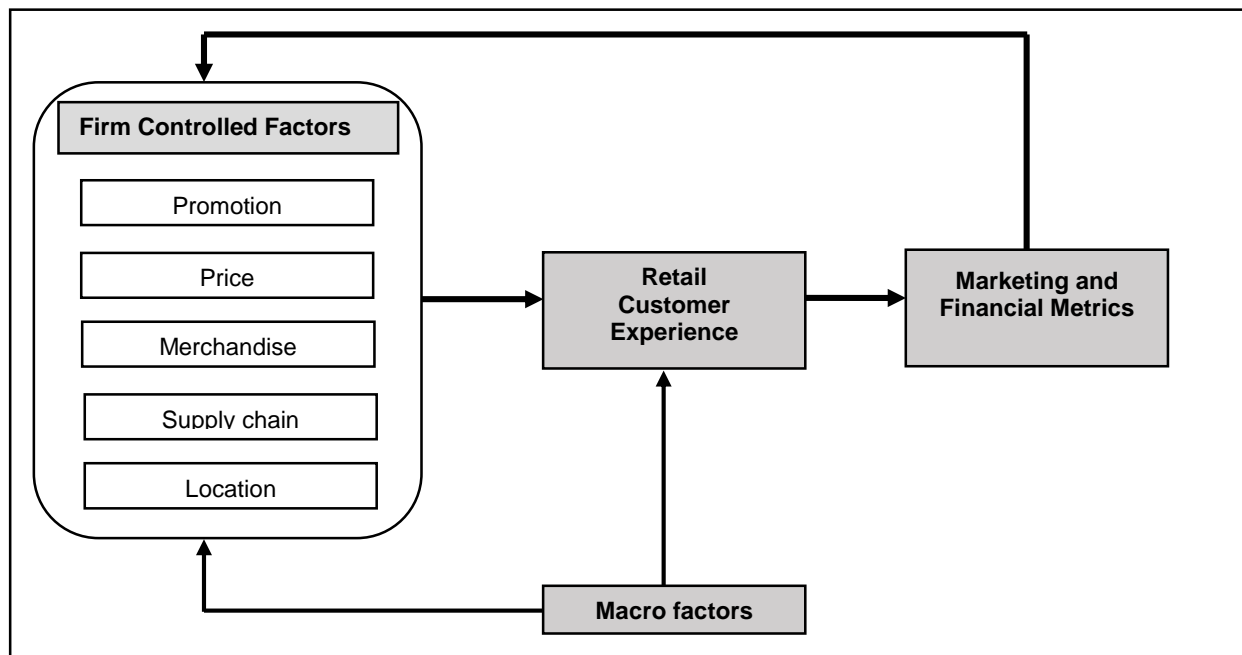 Firm Controlled Factors
Promotion
Price
Merchandise
Supply chain
Location
Retail
Customer
Experience
Marketing and
Financial Metrics
Macro factors